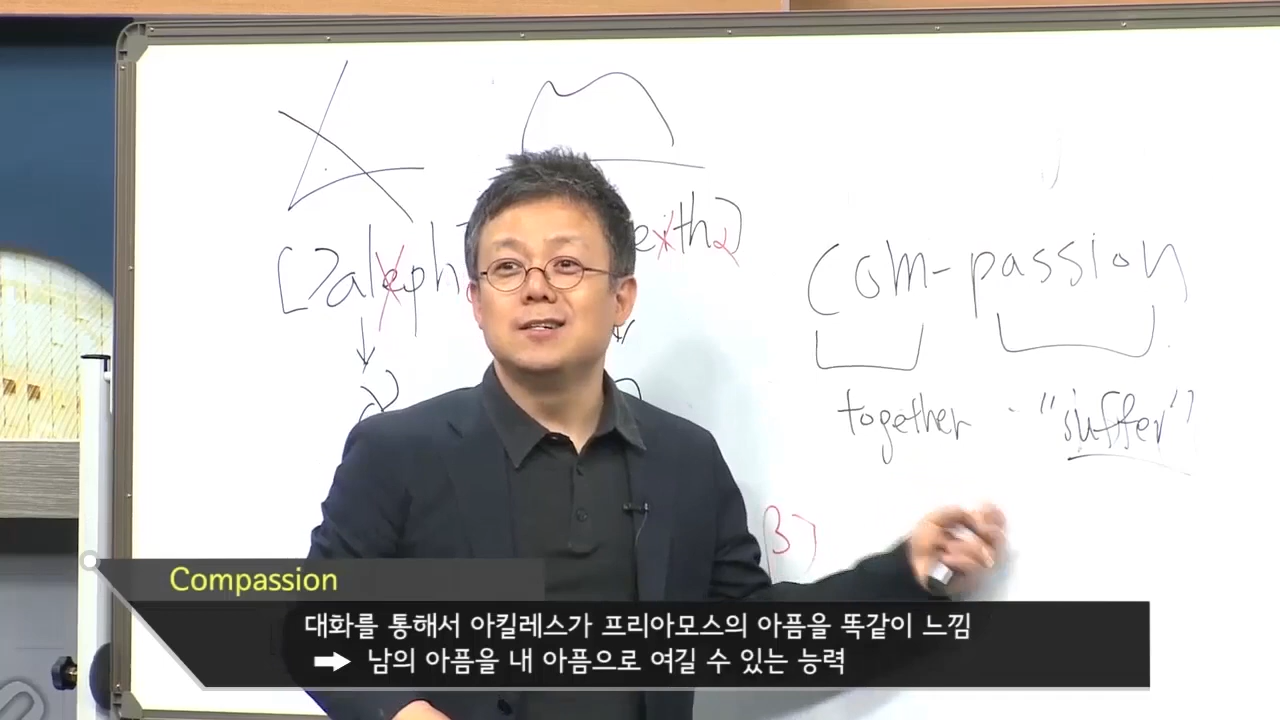 [ʔaleph
eth]
com-passion
together
"suffer"
β]
Compassion
대화를 통해서 아킬레스가 프리아모스의 아픔을 똑같이 느낌
➡ 남의 아픔을 내 아픔으로 여길 수 있는 능력